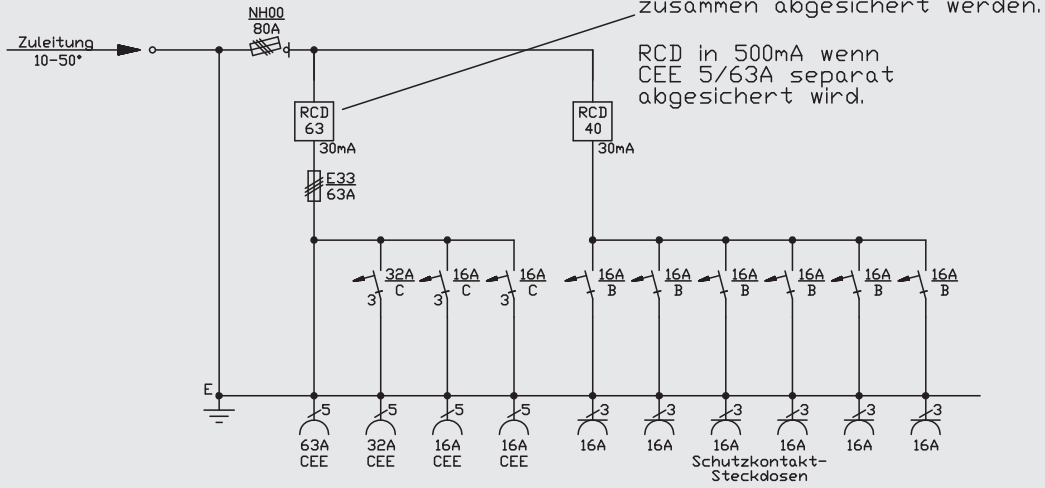 zusammen abgesichert werden.
RCD in 500mA wenn
CEE 5/63A separat
abgesichert wird.
NH00
80A
Zuleitung
10-50°
RCD
63
30mA
RCD
40
30mA
E33
63A
32A
C
3
16A
C
3
16A
C
3
16A
B
16A
B
16A
B
16A
B
16A
B
16A
B
E
5
5
5
5
3
3
3
3
3
3
63A
CEE
32A
CEE
16A
CEE
16A
CEE
16A
16A
16A
16A
16A
16A
Schutzkontakt-
Steckdosen